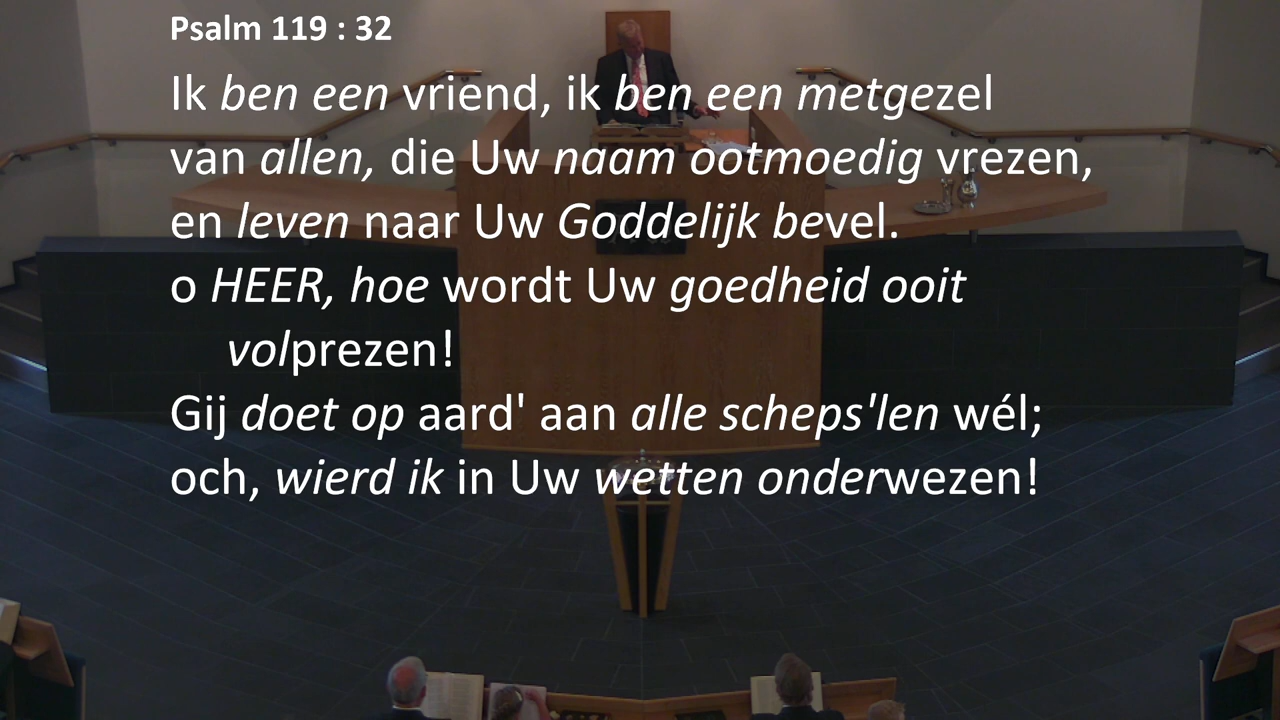 Psalm 119 : 32
Ik ben een vriend, ik ben een metgezel
van allen, die Uw naam ootmoedig vrezen,
en leven naar Uw Goddelijk bevel.
o HEER, hoe wordt Uw goedheid ooit
volprezen!
Gij doet op aard' aan alle scheps'len wél;
och, wierd ik in Uw wetten onderwezen!